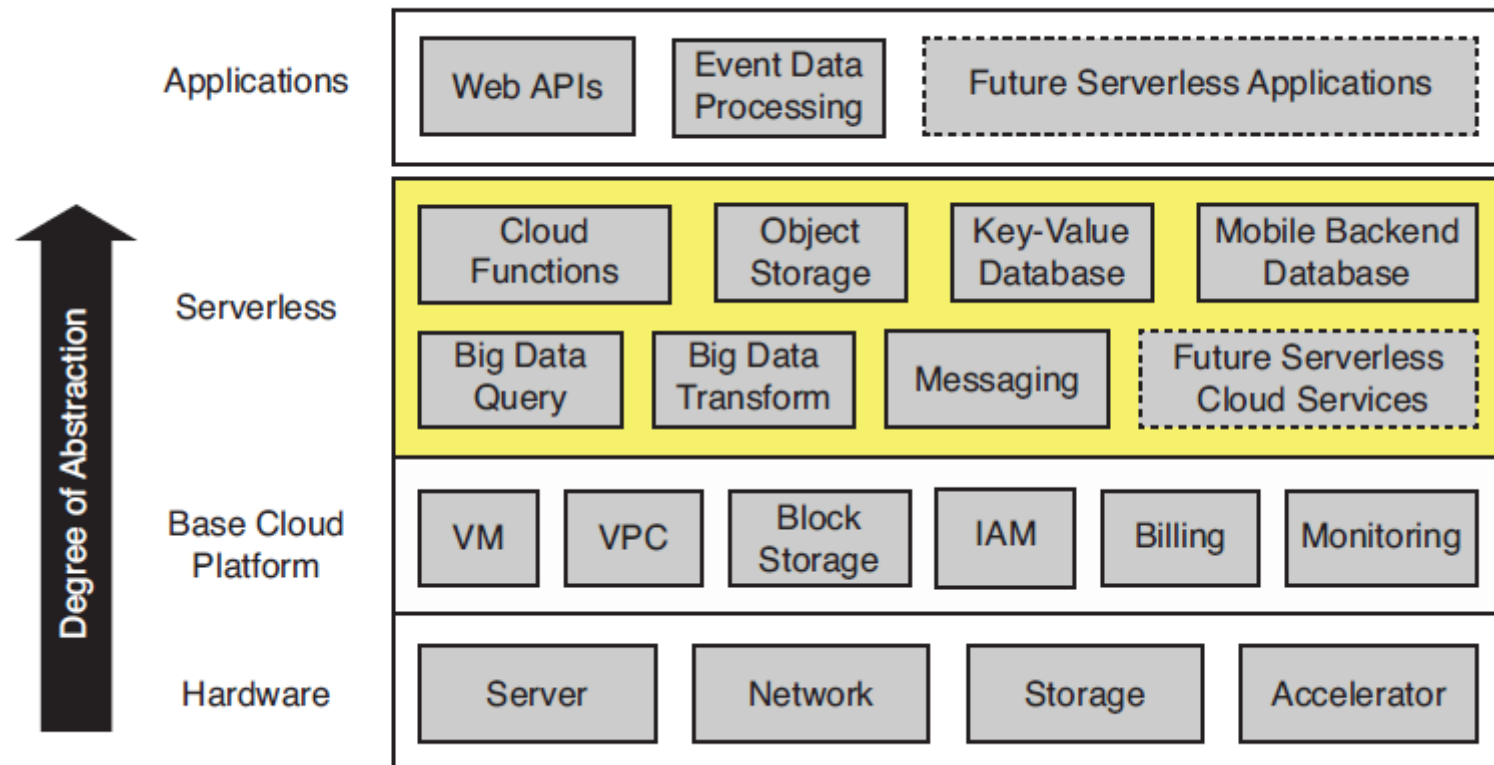 Applications
Web APIs
Event Data
Processing
Future Serverless Applications
Degree of Abstraction
Serverless
Cloud
Functions
Object
Storage
Key-Value
Database
Mobile Backend
Database
Big Data
Query
Big Data
Transform
Messaging
Future Serverless
Cloud Services
Base Cloud
Platform
VM
VPC
Block
Storage
IAM
Billing
Monitoring
Hardware
Server
Network
Storage
Accelerator